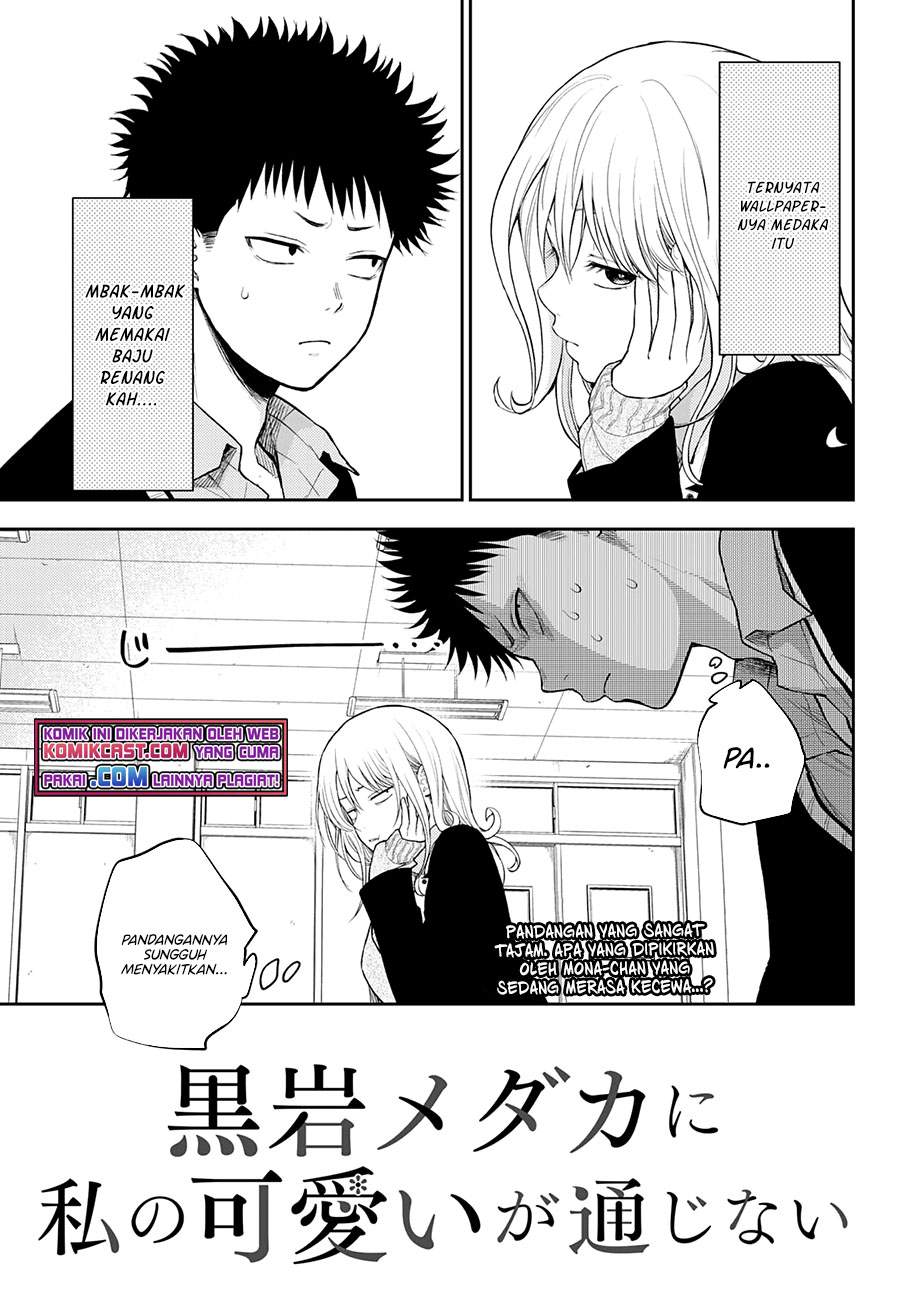 TERNYATA
WALLPAPER-
NYA MEDAKA
ITU
MBAK-MBAK
YANG
MEMAKAI
BAJU
RENANG
KAH....
じー...
PA..
KOMIK INI DIKERJAKAN OLEH WEB
KOMIKCAST.COM YANG CUMA
PAKAI .COM LAINNYA PLAGIAT!
PANDANGANNYA
SUNGGUH
MENYAKITKAN...
PANDANGAN YANG SANGAT
TAJAM. APA YANG DIPIKIRKAN
OLEH MONA-CHAN YANG
SEDANG MERASA KECEWA...?
黒岩メダカに
私の可愛いが通じない